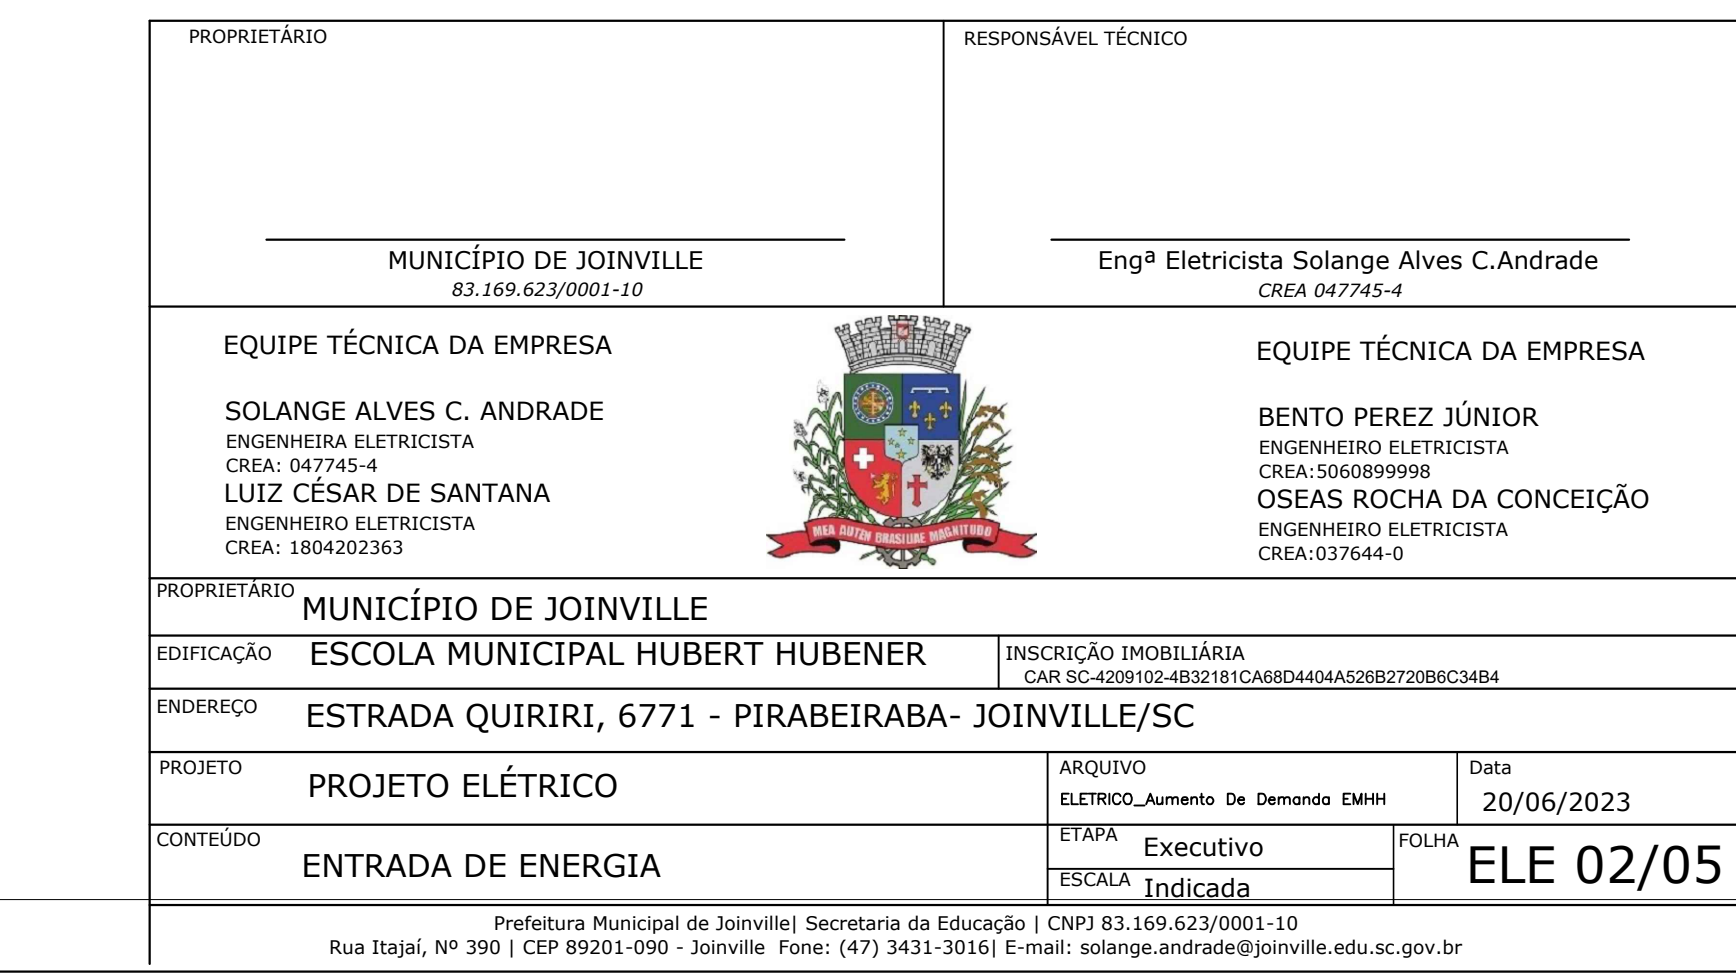 PROPRIETÁRIO
RESPONSÁVEL TÉCNICO
MUNICÍPIO DE JOINVILLE
83.169.623/0001-10
Engª Eletricista Solange Alves C.Andrade
CREA 047745-4
EQUIPE TÉCNICA DA EMPRESA
SOLANGE ALVES C. ANDRADE
ENGENHEIRA ELETRICISTA
CREA: 047745-4
LUIZ CÉSAR DE SANTANA
ENGENHEIRO ELETRICISTA
CREA: 1804202363
MEA AUTEM BRASILIAE MAGNITUDO
EQUIPE TÉCNICA DA EMPRESA
BENTO PEREZ JÚNIOR
ENGENHEIRO ELETRICISTA
CREA:5060899998
OSEAS ROCHA DA CONCEIÇÃO
ENGENHEIRO ELETRICISTA
CREA:037644-0
PROPRIETÁRIO
MUNICÍPIO DE JOINVILLE
EDIFICAÇÃO
ESCOLA MUNICIPAL HUBERT HUBENER
INSCRIÇÃO IMOBILIÁRIA
CAR SC-4209102-4B32181CA68D4404A526B2720B6C34B4
ENDEREÇO
ESTRADA QUIRIRI, 6771 - PIRABEIRABA- JOINVILLE/SC
PROJETO
PROJETO ELÉTRICO
ARQUIVO
ELETRICO_Aumento De Demanda EMHH
Data
20/06/2023
CONTEÚDO
ENTRADA DE ENERGIA
ETAPA
Executivo
ESCALA
Indicada
FOLHA
ELE 02/05
Prefeitura Municipal de Joinville| Secretaria da Educação | CNPJ 83.169.623/0001-10
Rua Itajaí, Nº 390 | CEP 89201-090 - Joinville Fone: (47) 3431-3016| E-mail: solange.andrade@joinville.edu.sc.gov.br